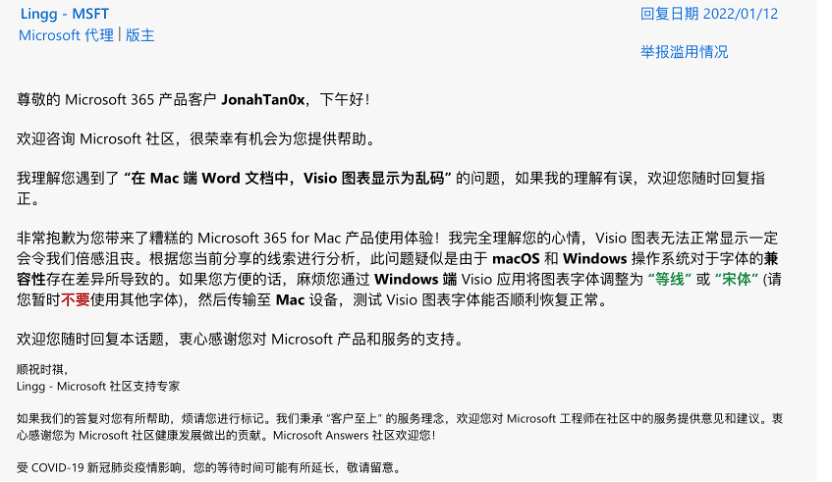 Lingg - MSFT
回复日期 2022/01/12
Microsoft 代理 | 版主
举报滥用情况
尊敬的 Microsoft 365 产品客户 JonahTan0x，下午好！
欢迎咨询 Microsoft 社区，很荣幸有机会为您提供帮助。
我理解您遇到了 “在 Mac 端 Word 文档中，Visio 图表显示为乱码” 的问题，如果我的理解有误，欢迎您随时回复指
正。
非常抱歉为您带来了糟糕的 Microsoft 365 for Mac 产品使用体验！我完全理解您的心情，Visio 图表无法正常显示一定
会令我们倍感沮丧。根据您当前分享的线索进行分析，此问题疑似是由于 macOS 和 Windows 操作系统对于字体的兼
容性存在差异所导致的。如果您方便的话，麻烦您通过 Windows 端 Visio 应用将图表字体调整为 “等线” 或 “宋体” (请
您暂时不要使用其他字体)，然后传输至 Mac 设备，测试 Visio 图表字体能否顺利恢复正常。
欢迎您随时回复本话题，衷心感谢您对 Microsoft 产品和服务的支持。
顺祝时祺，
Lingg - Microsoft 社区支持专家
如果我们的答复对您有所帮助，烦请您进行标记。我们秉承 “客户至上” 的服务理念，欢迎您对 Microsoft 工程师在社区中的服务提供意见和建议。衷
心感谢您为 Microsoft 社区健康发展做出的贡献。Microsoft Answers 社区欢迎您！
受 COVID-19 新冠肺炎疫情影响，您的等待时间可能有所延长，敬请留意。